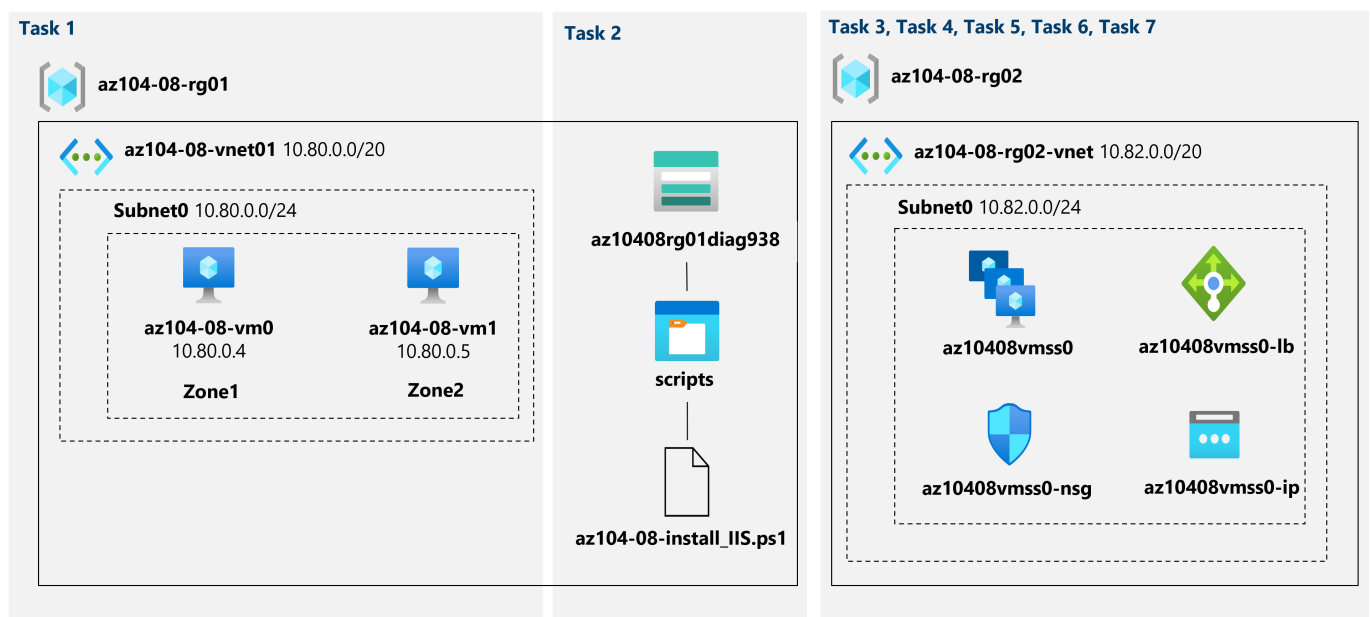 Task 1
az104-08-rg01
az104-08-vnet01 10.80.0.0/20
Subnet0 10.80.0.0/24
az104-08-vm0
10.80.0.4
Zone1
az104-08-vm1
10.80.0.5
Zone2
Task 2
az10408rg01diag938
scripts
az104-08-install_IIS.ps1
Task 3, Task 4, Task 5, Task 6, Task 7
az104-08-rg02
az104-08-rg02-vnet 10.82.0.0/20
Subnet0 10.82.0.0/24
az10408vmss0
az10408vmss0-lb
az10408vmss0-nsg
az10408vmss0-ip